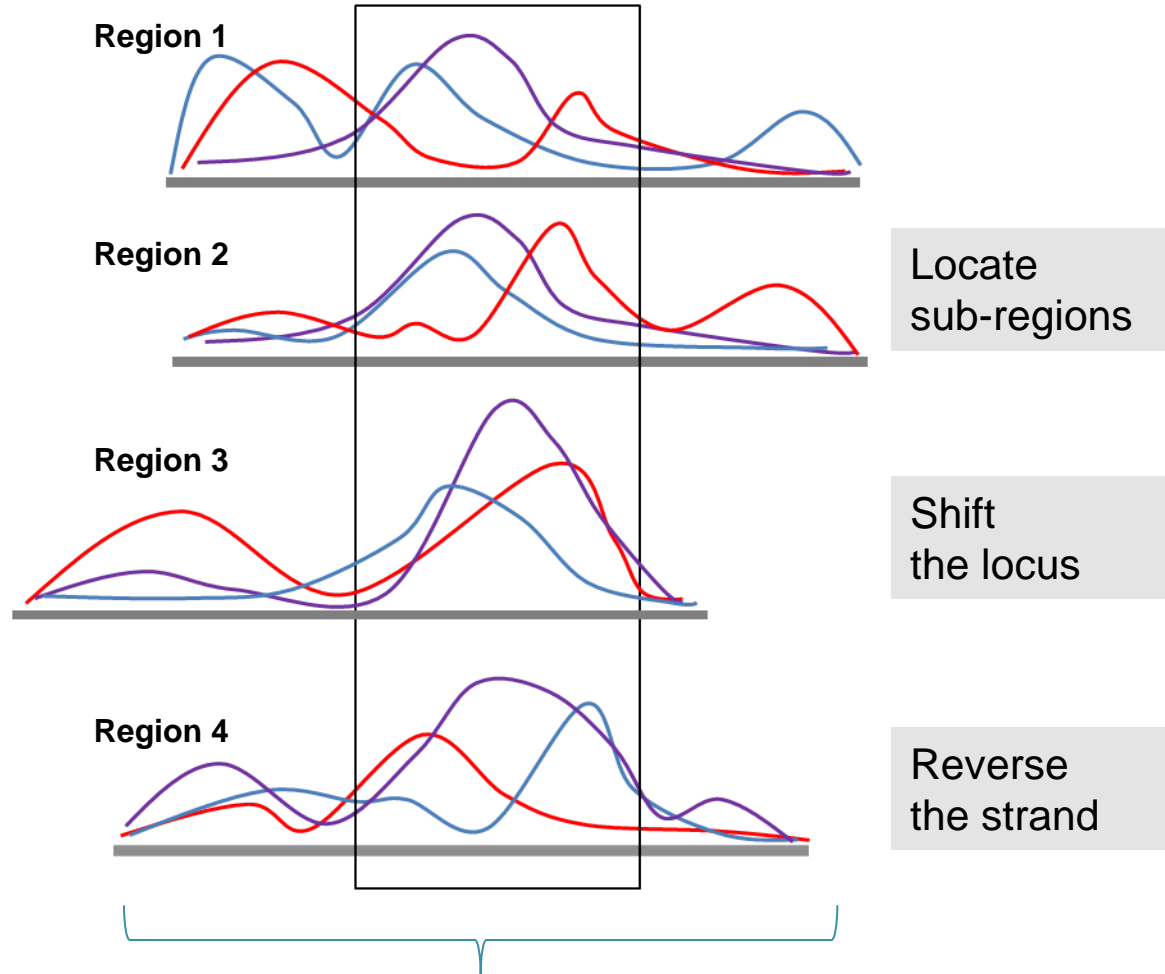 Region 1
Region 2
Locate
sub-regions
Region 3
Shift
the locus
Region 4
Reverse
the strand